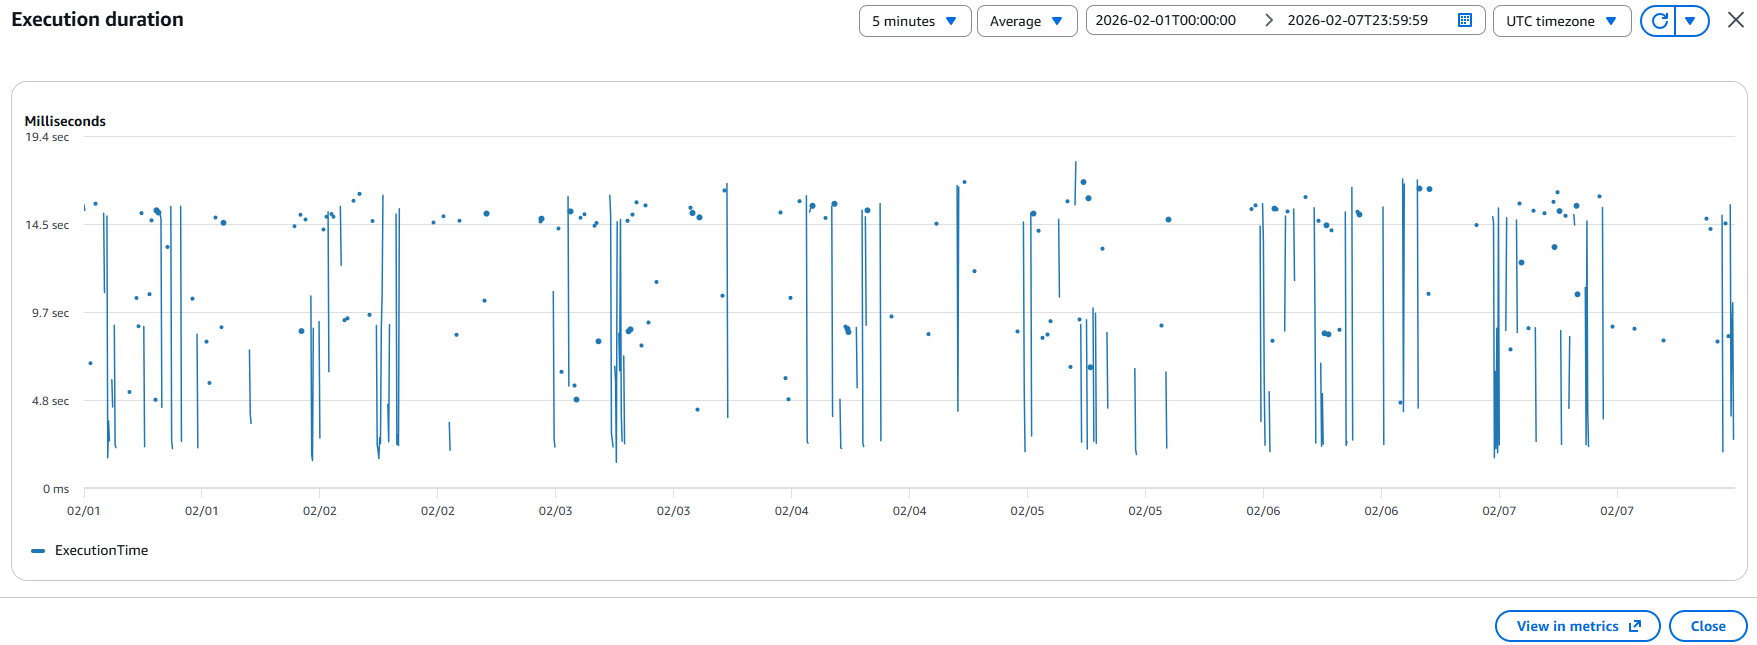 Execution duration
5 minutes
Average
2026-02-01T00:00:00
2026-02-07T23:59:59
UTC timezone
Milliseconds
19.4 sec
14.5 sec
9.7 sec
4.8 sec
0 ms
02/01 02/01 02/02 02/02 02/03 02/03 02/04 02/04 02/05 02/05 02/06 02/06 02/07 02/07
ExecutionTime
View in metrics
Close